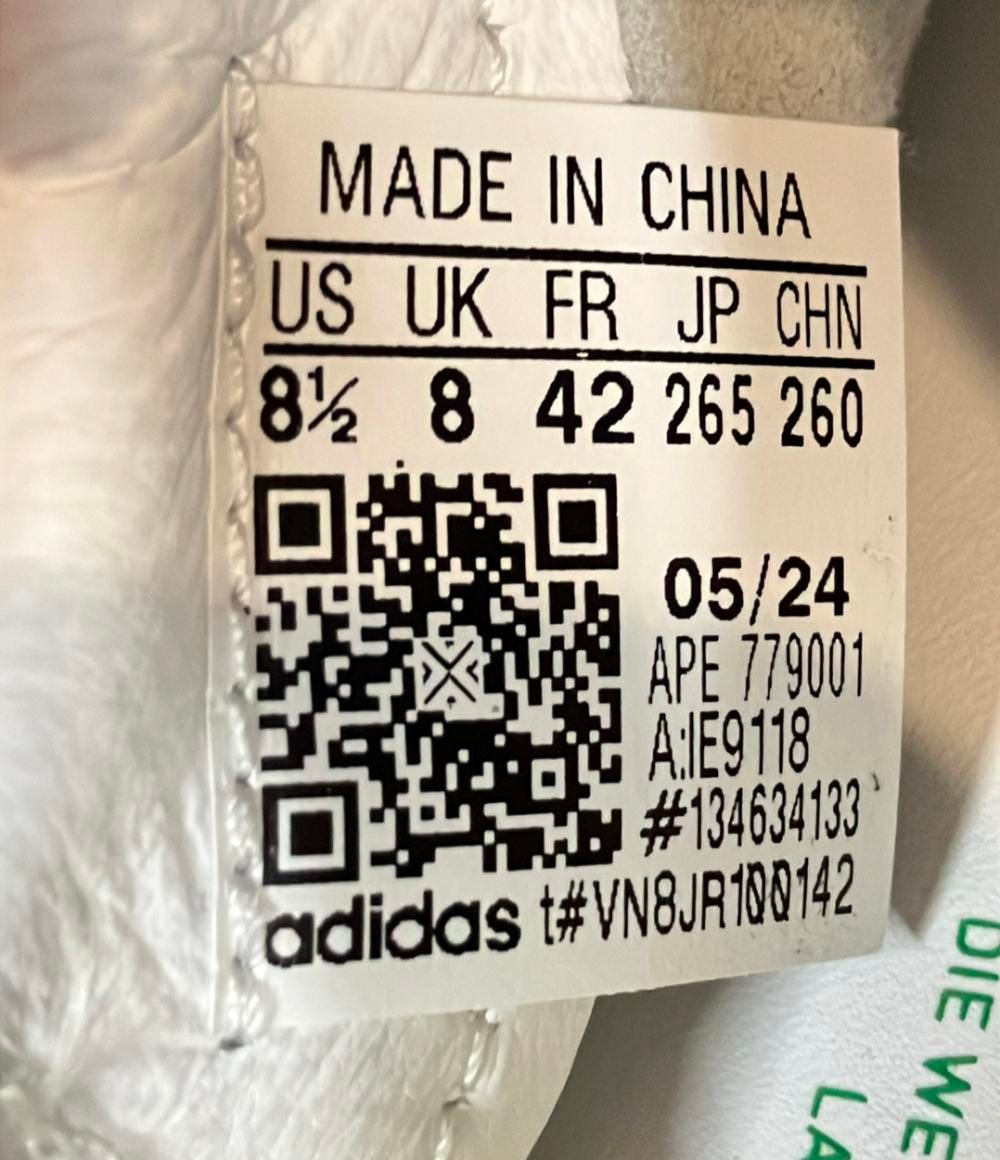 MADE IN CHINA
US UK FR JP CHN
8½ 8 42 265 260
05/24
APE 779001
A:IE9118
#134634133
adidas t#VN8JR100142
DIE WE
LA